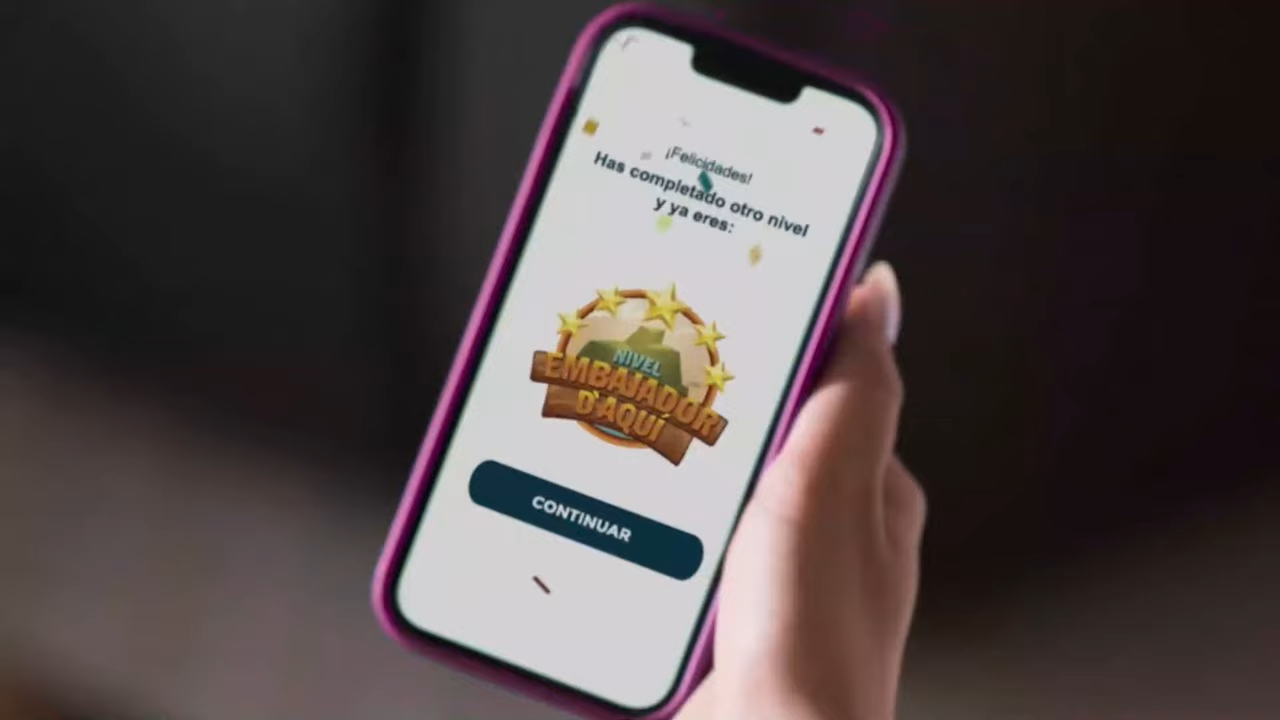 ¡Felicidades!
Has completado otro nivel
y ya eres:
NIVEL
EMBAJADOR
D'AQUÍ
CONTINUAR